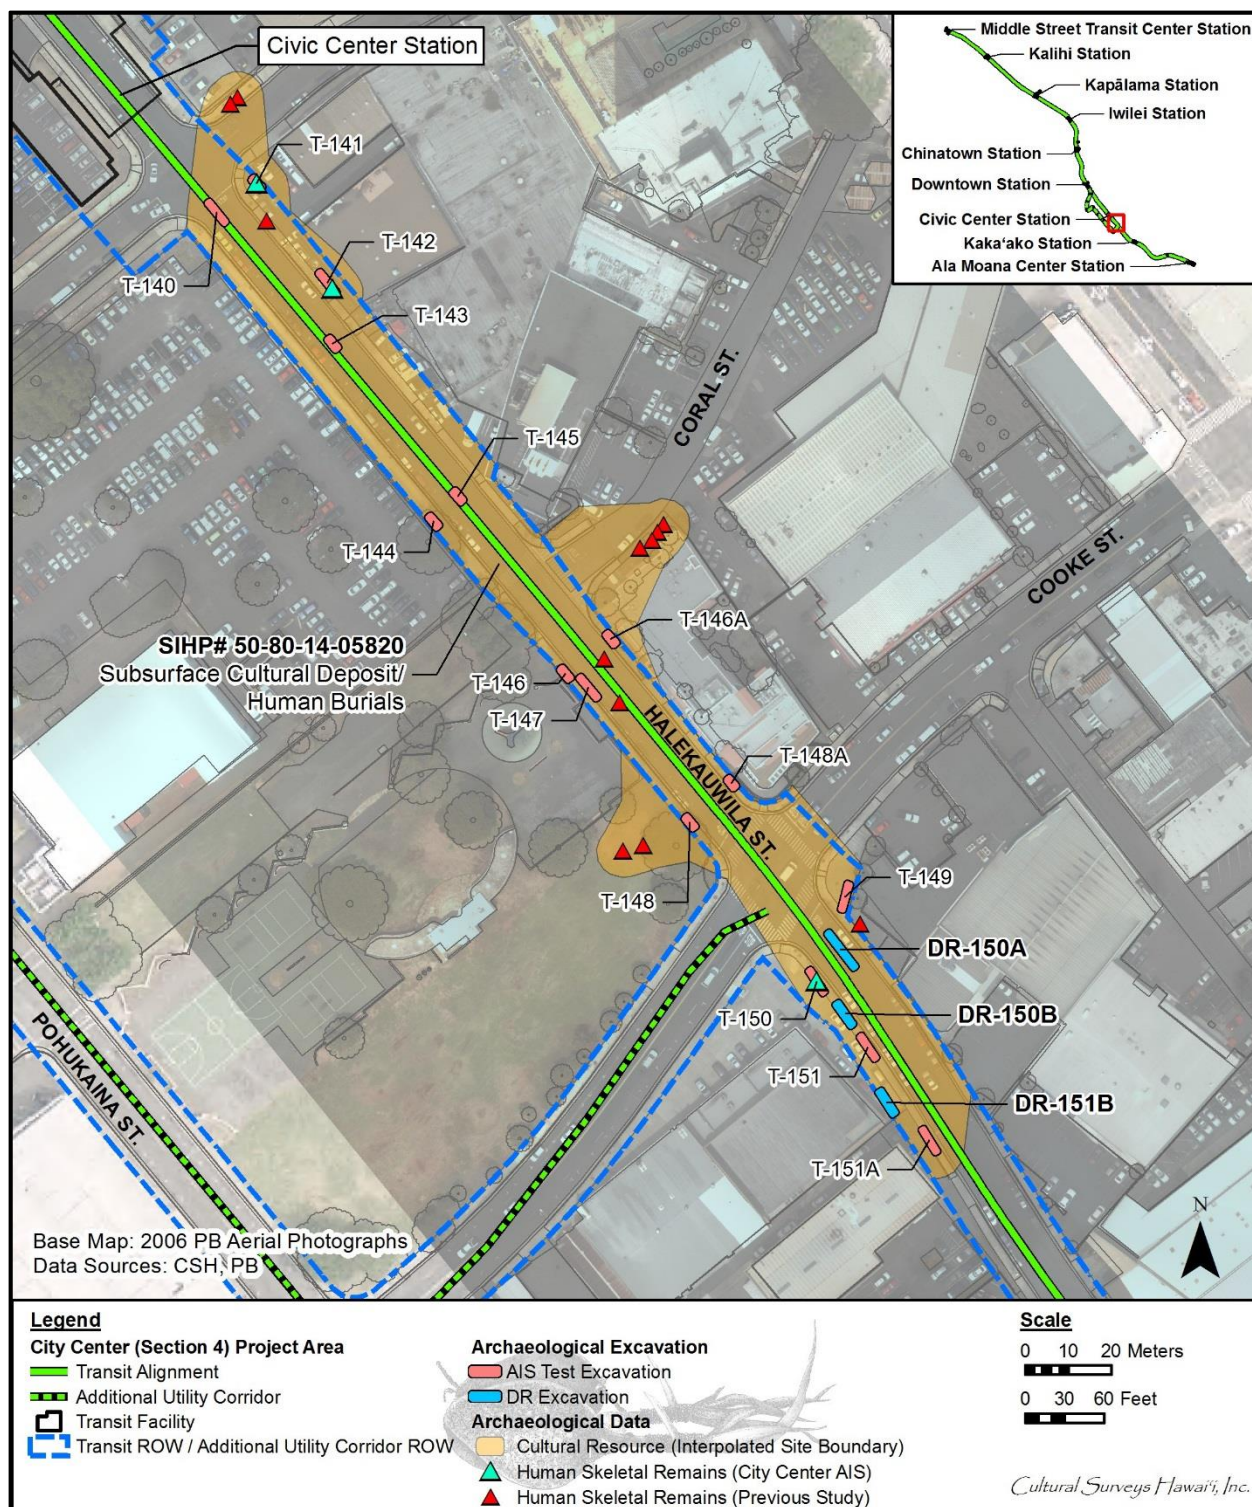 Civic Center Station
Middle Street Transit Center Station
Kalihi Station
Kapālama Station
Iwilei Station
Chinatown Station
Downtown Station
Civic Center Station
Kakaʻako Station
Ala Moana Center Station
T-141
T-142
T-140
T-143
CORAL ST.
T-145
T-144
COOKE ST.
SIHP# 50-80-14-05820
Subsurface Cultural Deposit/
Human Burials
T-146A
T-146
T-147
HALEKAUWILA ST.
T-148A
T-148
T-149
DR-150A
T-150
DR-150B
T-151
DR-151B
T-151A
POHUKAINA ST.
N
Base Map: 2006 PB Aerial Photographs
Data Sources: CSH, PB
Legend
City Center (Section 4) Project Area
Transit Alignment
Additional Utility Corridor
Transit Facility
Transit ROW / Additional Utility Corridor ROW
Archaeological Excavation
AIS Test Excavation
DR Excavation
Archaeological Data
Cultural Resource (Interpolated Site Boundary)
Human Skeletal Remains (City Center AIS)
Human Skeletal Remains (Previous Study)
Scale
0 10 20 Meters
0 30 60 Feet
Cultural Surveys Hawaiʻi, Inc.